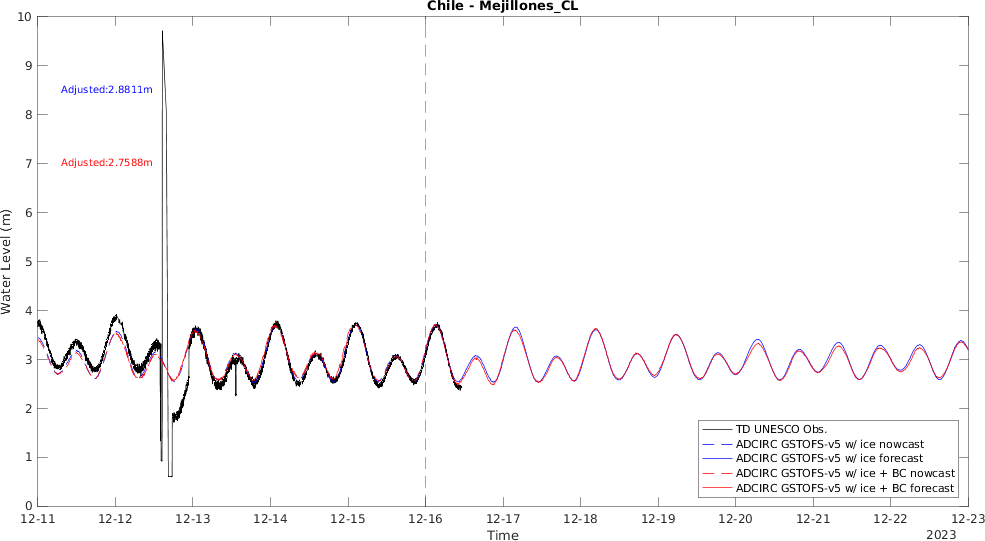 Chile - Mejillones_CL
10
9
8
7
6
5
4
3
2
1
0
Water Level (m)
Adjusted:2.8811m
Adjusted:2.7588m
TD UNESCO Obs.
ADCIRC GSTOFS-v5 w/ ice nowcast
ADCIRC GSTOFS-v5 w/ ice forecast
ADCIRC GSTOFS-v5 w/ ice + BC nowcast
ADCIRC GSTOFS-v5 w/ ice + BC forecast
12-11 12-12 12-13 12-14 12-15 12-16 12-17 12-18 12-19 12-20 12-21 12-22 12-23
Time
2023